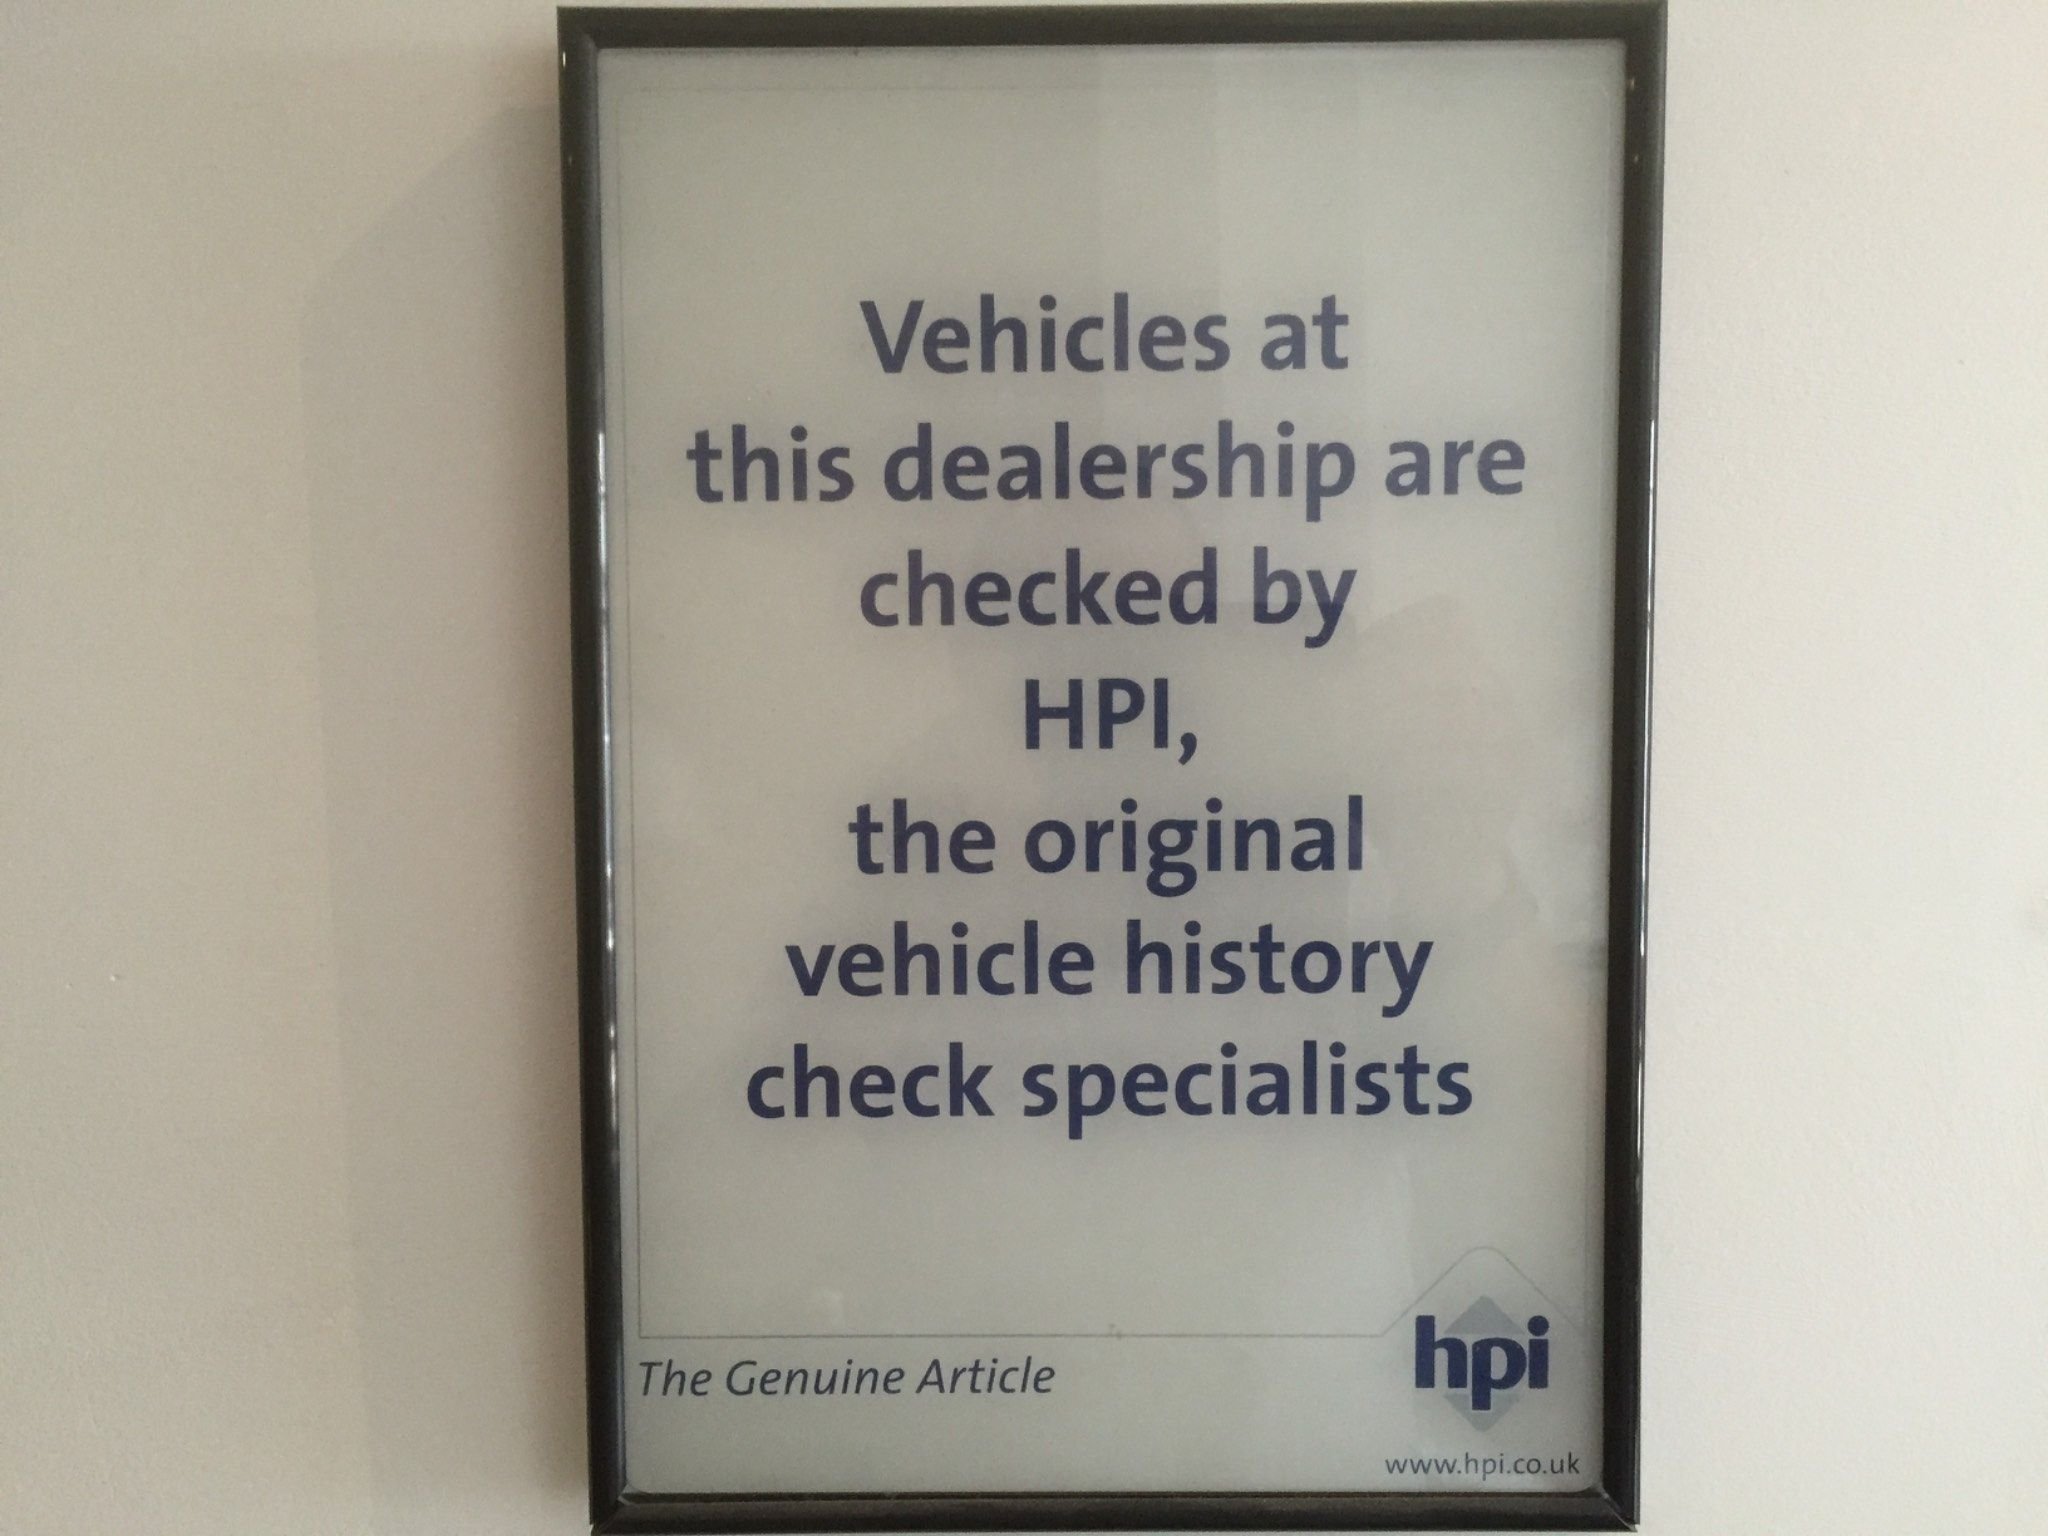 Vehicles at
this dealership are
checked by
HPI,
the original
vehicle history
check specialists
The Genuine Article
hpi
www.hpi.co.uk